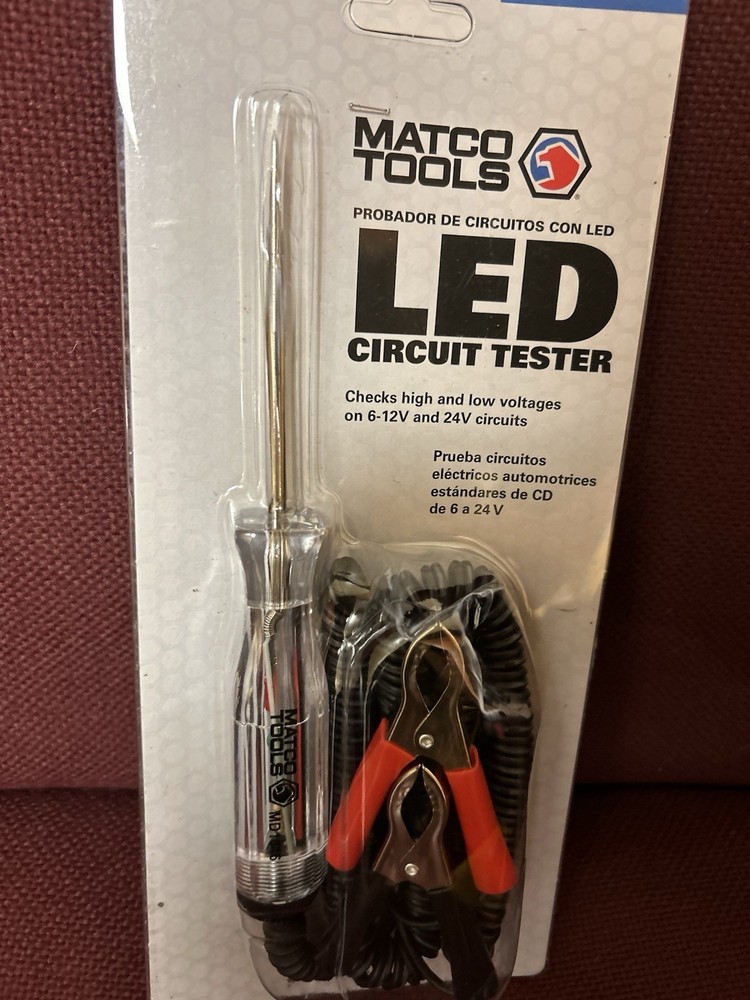 MATCO
TOOLS
PROBADOR DE CIRCUITOS CON LED
LED
CIRCUIT TESTER
Checks high and low voltages
on 6-12V and 24V circuits
Prueba circuitos
eléctricos automotrices
estándares de CD
de 6 a 24 V
MATCO
TOOLS